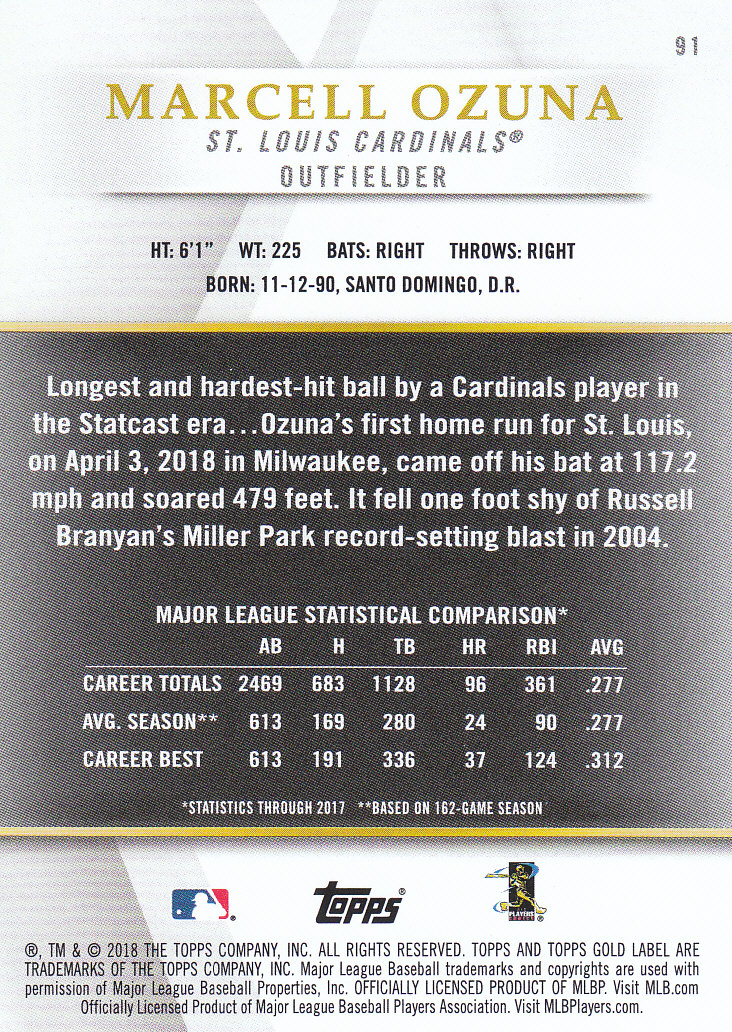 91
MARCELL OZUNA
ST. LOUIS CARDINALS®
OUTFIELDER
HT: 6'1" WT: 225 BATS: RIGHT THROWS: RIGHT
BORN: 11-12-90, SANTO DOMINGO, D.R.
Longest and hardest-hit ball by a Cardinals player in
the Statcast era...Ozuna's first home run for St. Louis,
on April 3, 2018 in Milwaukee, came off his bat at 117.2
mph and soared 479 feet. It fell one foot shy of Russell
Branyan's Miller Park record-setting blast in 2004.
MAJOR LEAGUE STATISTICAL COMPARISON*
AB H TB HR RBI AVG
CAREER TOTALS 2469 683 1128 96 361 .277
AVG. SEASON** 613 169 280 24 90 .277
CAREER BEST 613 191 336 37 124 .312
*STATISTICS THROUGH 2017 **BASED ON 162-GAME SEASON
Topps®
PLAYERS
®, TM & © 2018 THE TOPPS COMPANY, INC. ALL RIGHTS RESERVED. TOPPS AND TOPPS GOLD LABEL ARE
TRADEMARKS OF THE TOPPS COMPANY, INC. Major League Baseball trademarks and copyrights are used with
permission of Major League Baseball Properties, Inc. OFFICIALLY LICENSED PRODUCT OF MLBP. Visit MLB.com
Officially Licensed Product of Major League Baseball Players Association. Visit MLBPlayers.com.